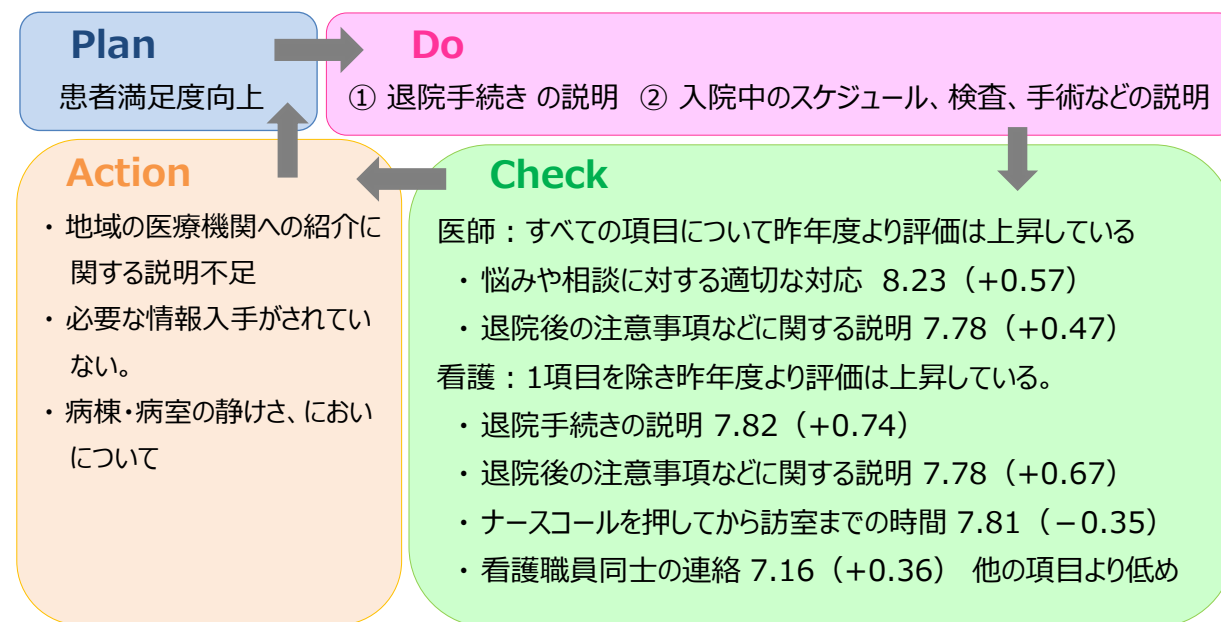 Plan
患者満足度向上
Do
① 退院手続き の説明 ② 入院中のスケジュール、検査、手術などの説明
Action
・ 地域の医療機関への紹介に
関する説明不足
・ 必要な情報入手がされてい
ない。
・ 病棟・病室の静けさ、におい
について
Check
医師：すべての項目について昨年度より評価は上昇している
・ 悩みや相談に対する適切な対応 8.23（+0.57）
・ 退院後の注意事項などに関する説明 7.78（+0.47）
看護：1項目を除き昨年度より評価は上昇している。
・ 退院手続きの説明 7.82（+0.74）
・ 退院後の注意事項などに関する説明 7.78（+0.67）
・ ナースコールを押してから訪室までの時間 7.81（－0.35）
・ 看護職員同士の連絡 7.16（+0.36） 他の項目より低め